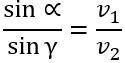 sin ∝ / sin γ = v₁ / v₂